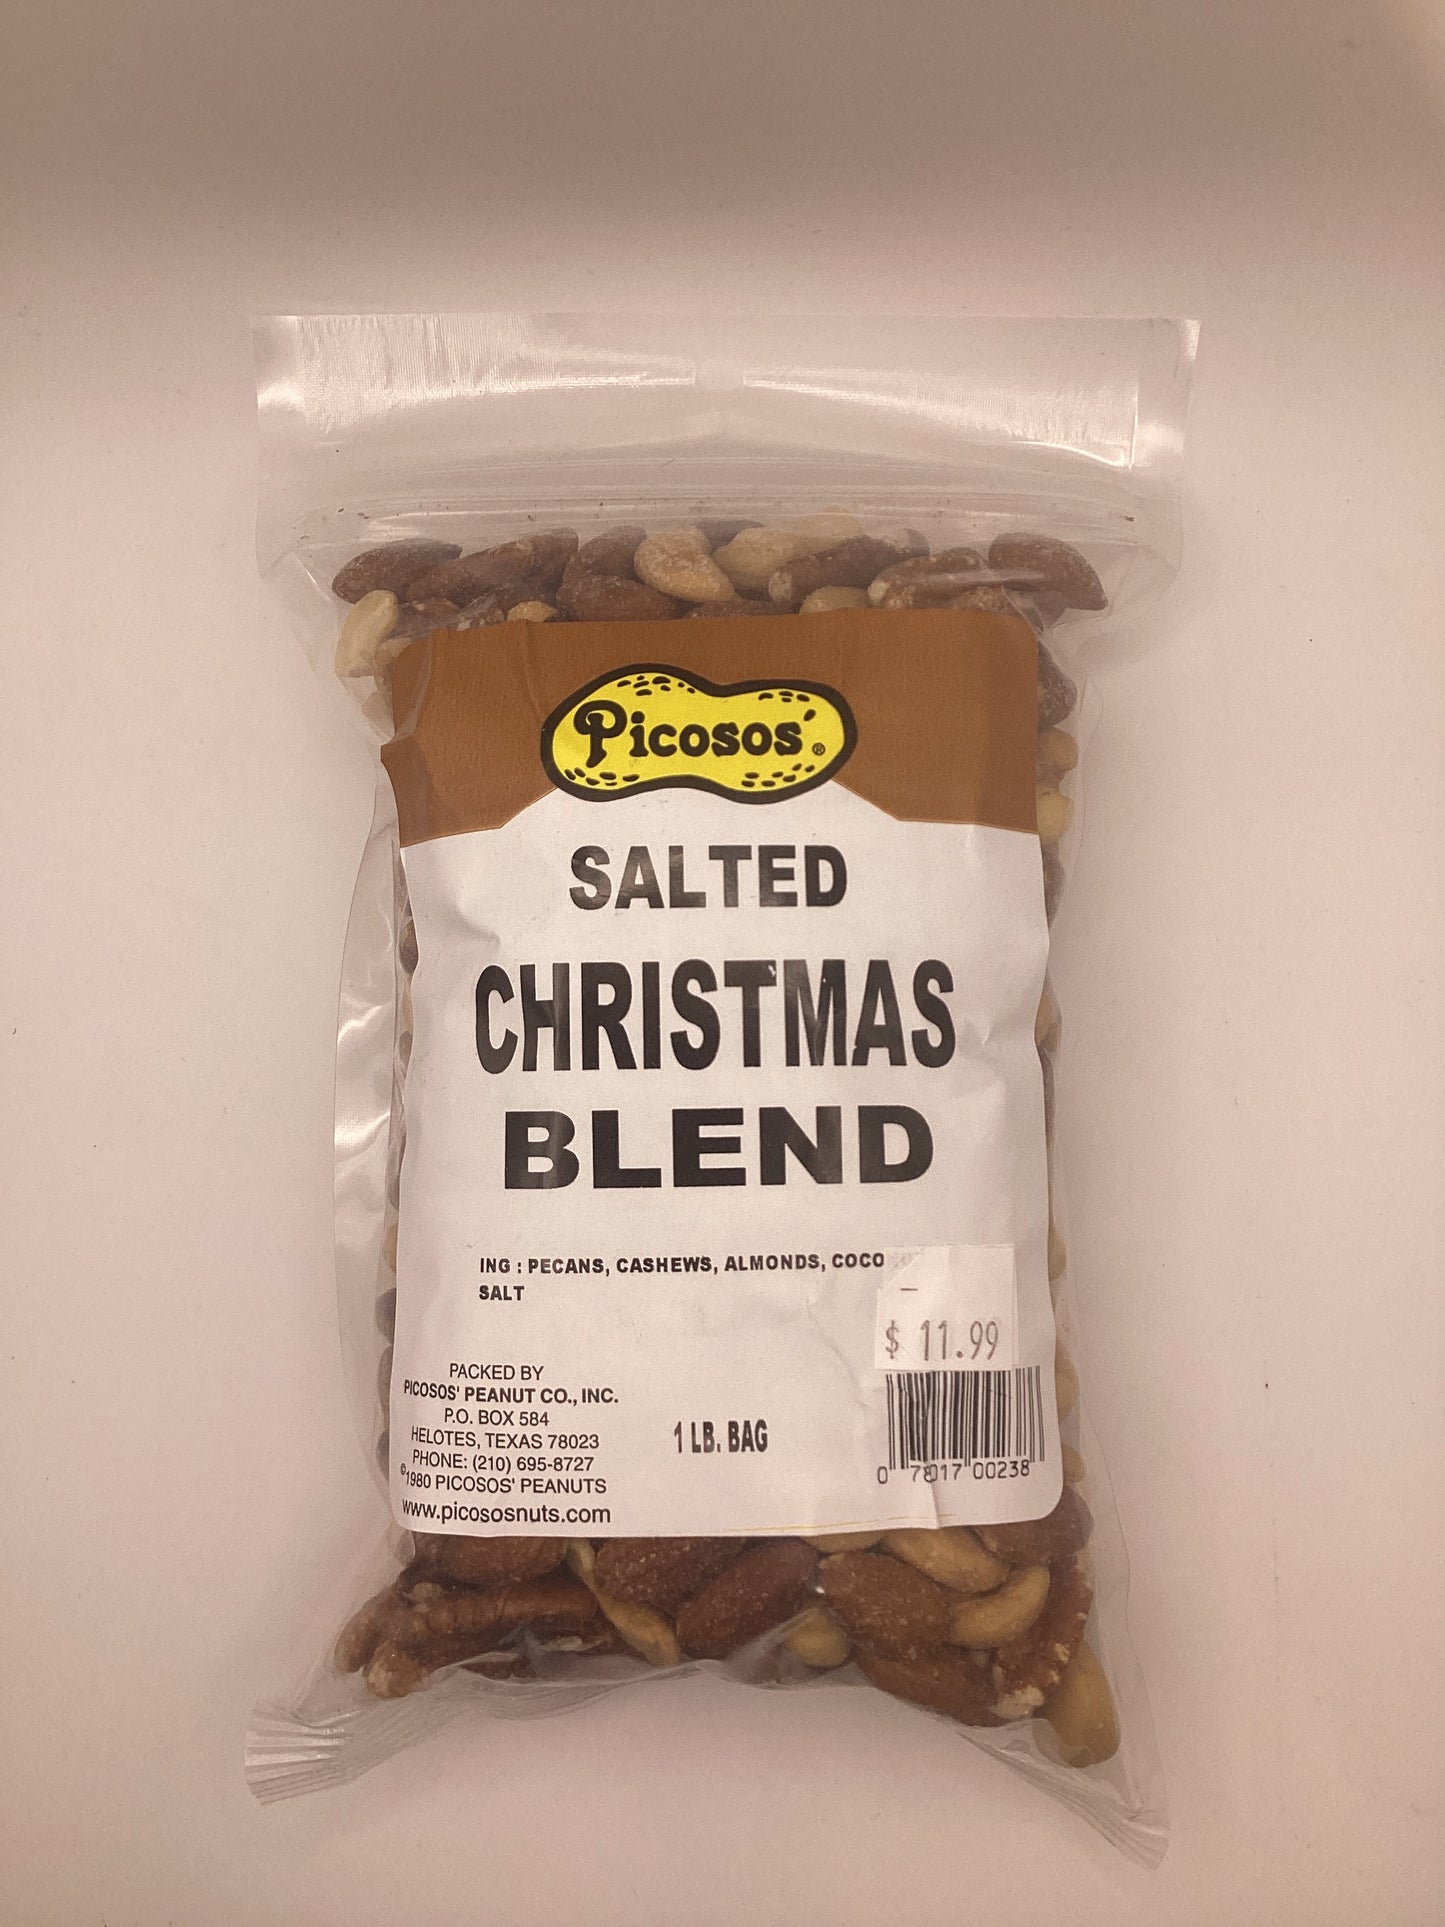 Picosos'®
SALTED
CHRISTMAS
BLEND
ING : PECANS, CASHEWS, ALMONDS, COCO
SALT
$ 11.99
PACKED BY
PICOSOS' PEANUT CO., INC.
P.O. BOX 584
HELOTES, TEXAS 78023
PHONE: (210) 695-8727
©1980 PICOSOS' PEANUTS
www.picososnuts.com
1 LB. BAG
0 78017 00238